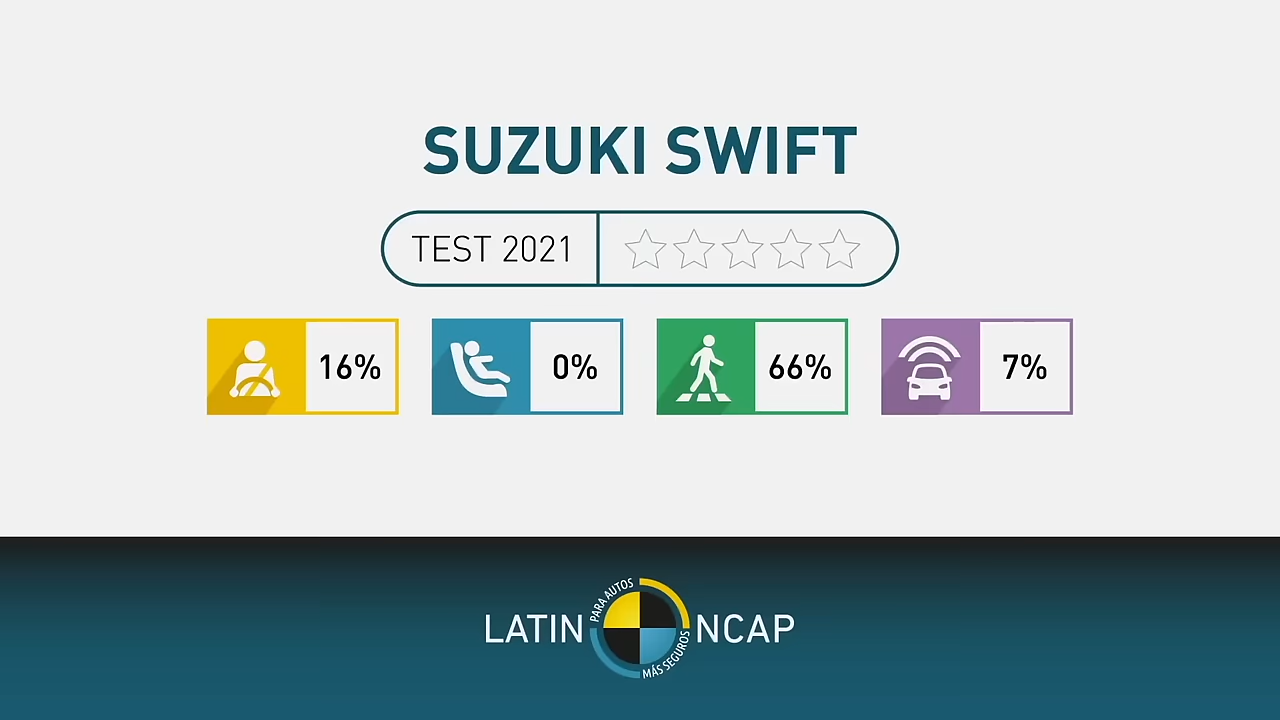 SUZUKI SWIFT
TEST 2021
16%
0%
66%
7%
LATIN NCAP
PARA AUTOS
MÁS SEGUROS